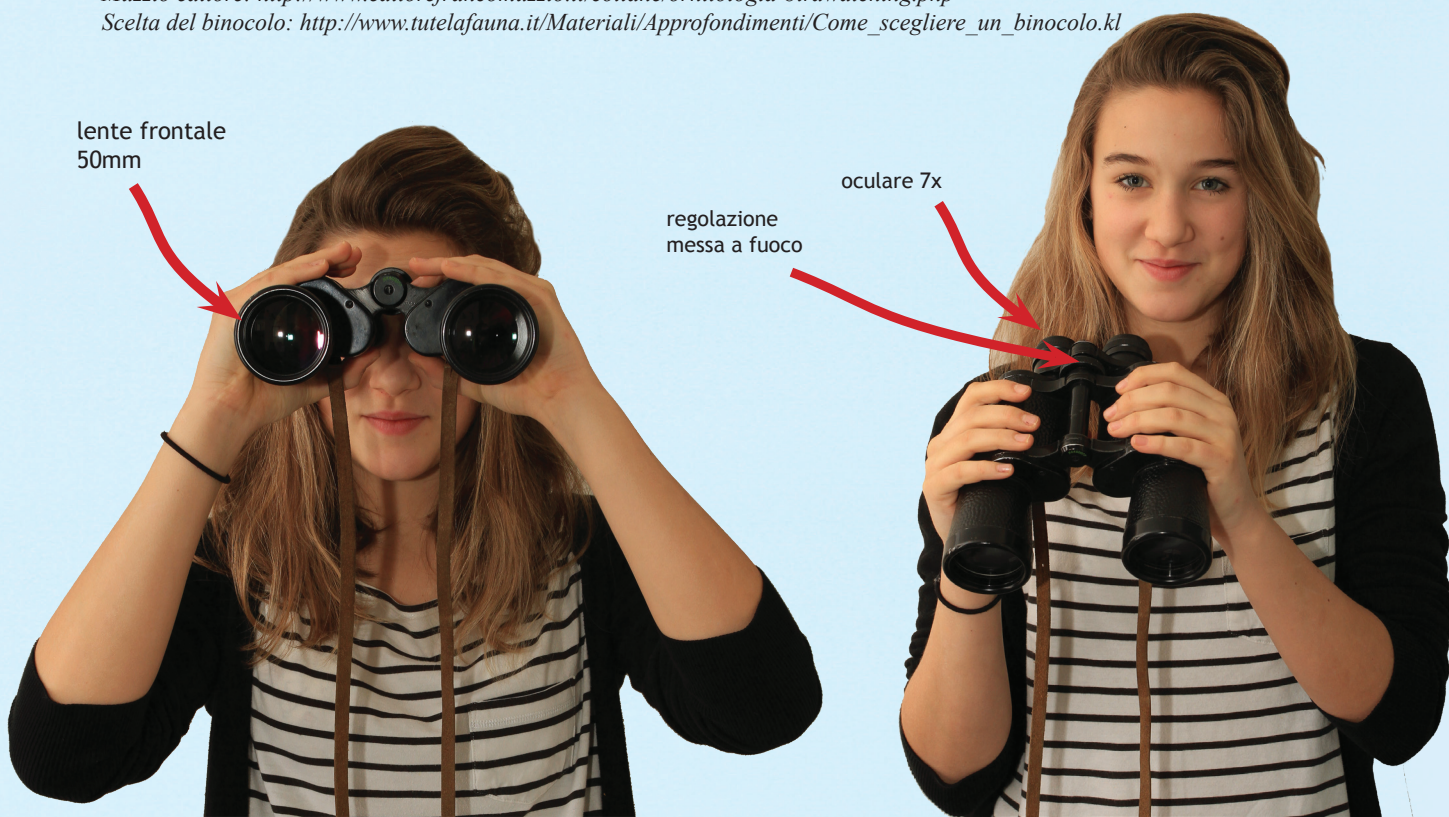 Scelta del binocolo: http://www.tutelafauna.it/Materiali/Approfondimenti/Come_scegliere_un_binocolo.kl
lente frontale
50mm
oculare 7x
regolazione
messa a fuoco